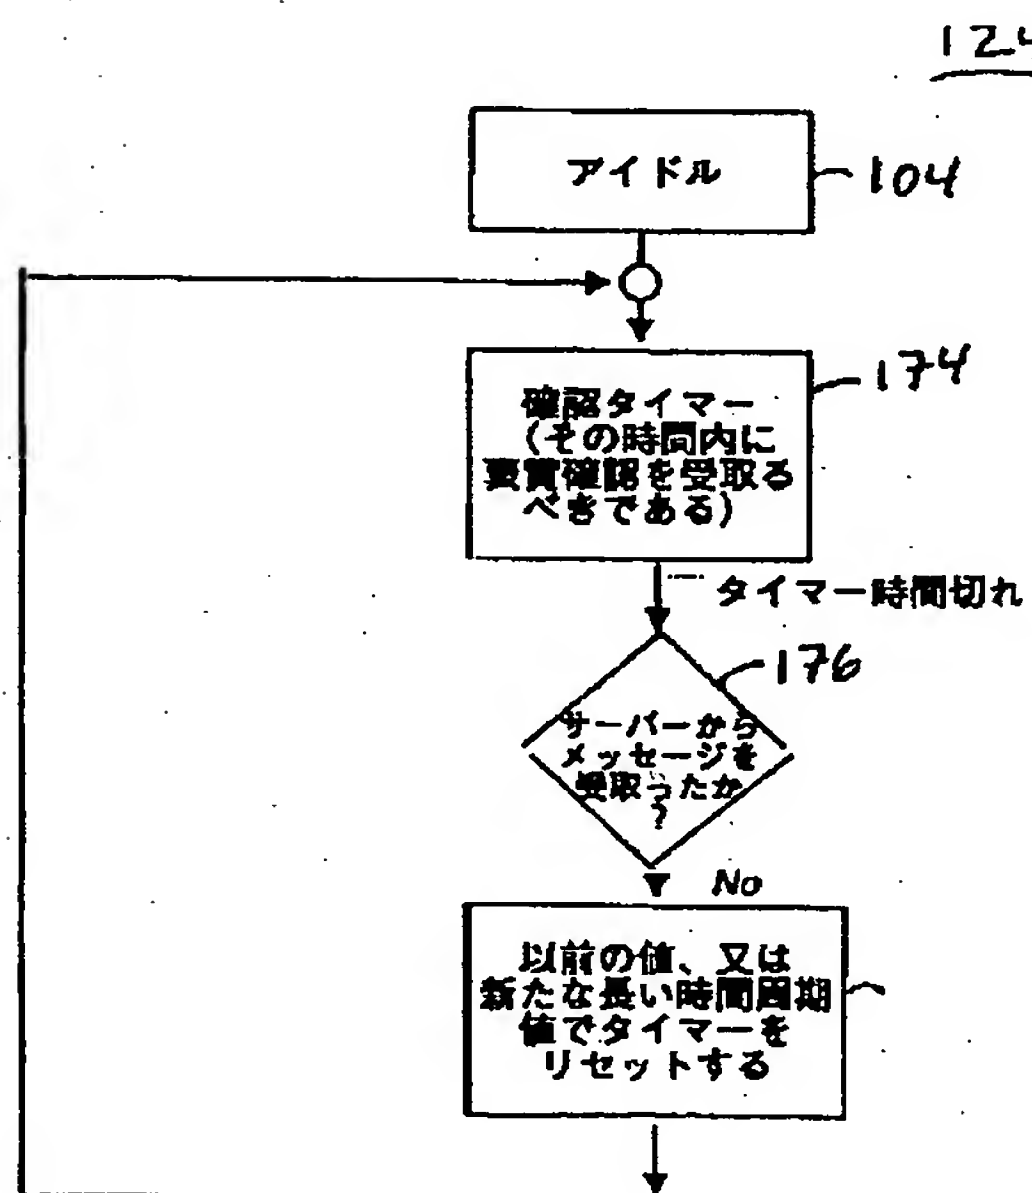 124
アイドル
104
174
確認タイマー
(その時間内に
要質確認を受取る
べきである)
タイマー時間切れ
176
サーバーから
メッセージを
受取ったか
?
No
以前の値、又は
新たな長い時間周期
値でタイマーを
リセットする